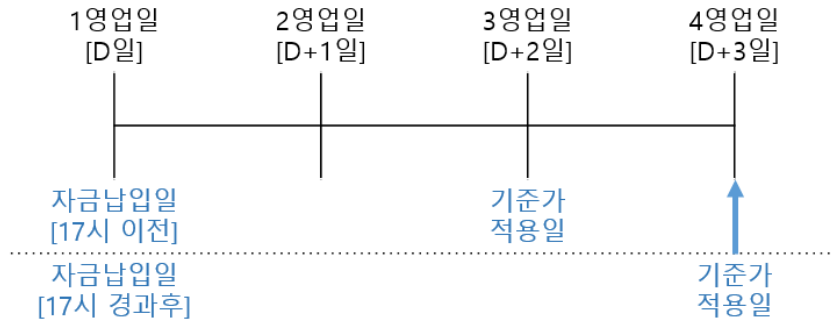 1영업일 2영업일 3영업일 4영업일
[D일] [D+1일] [D+2일] [D+3일]
자금납입일 기준가
[17시 이전] 적용일
자금납입일 기준가
[17시 경과후] 적용일